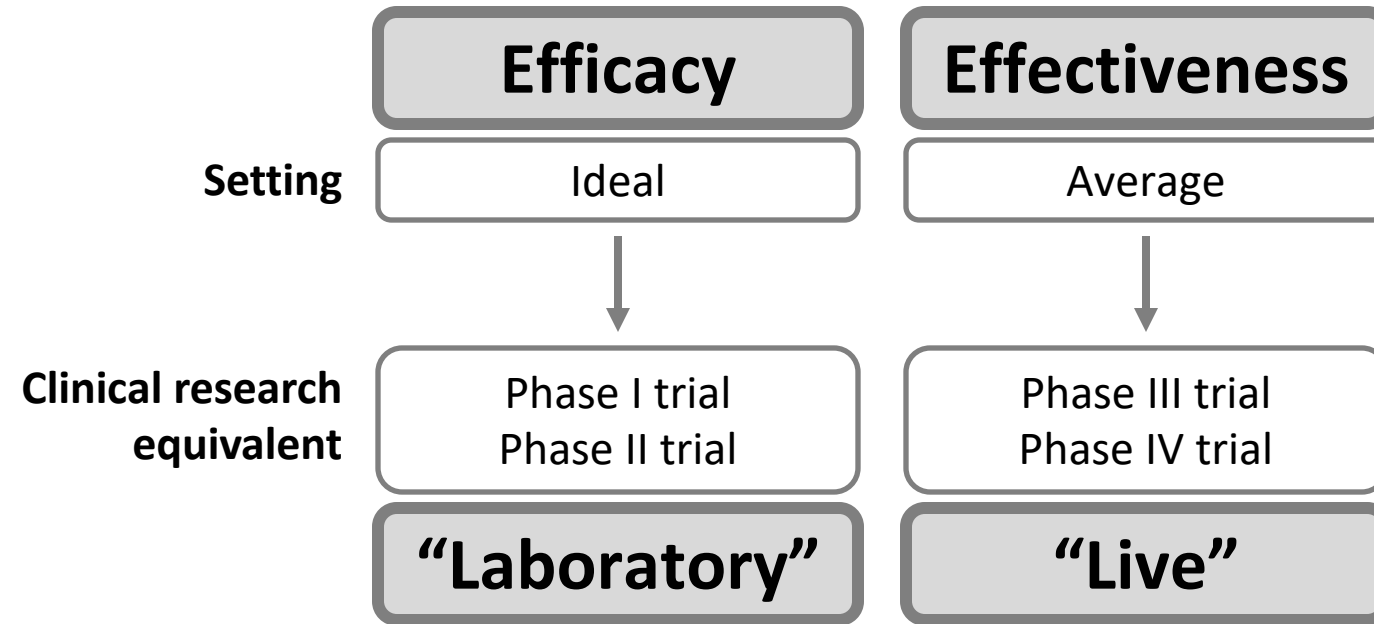 Efficacy
Effectiveness
Setting
Ideal
Average
Clinical research
equivalent
Phase I trial
Phase II trial
Phase III trial
Phase IV trial
“Laboratory”
“Live”